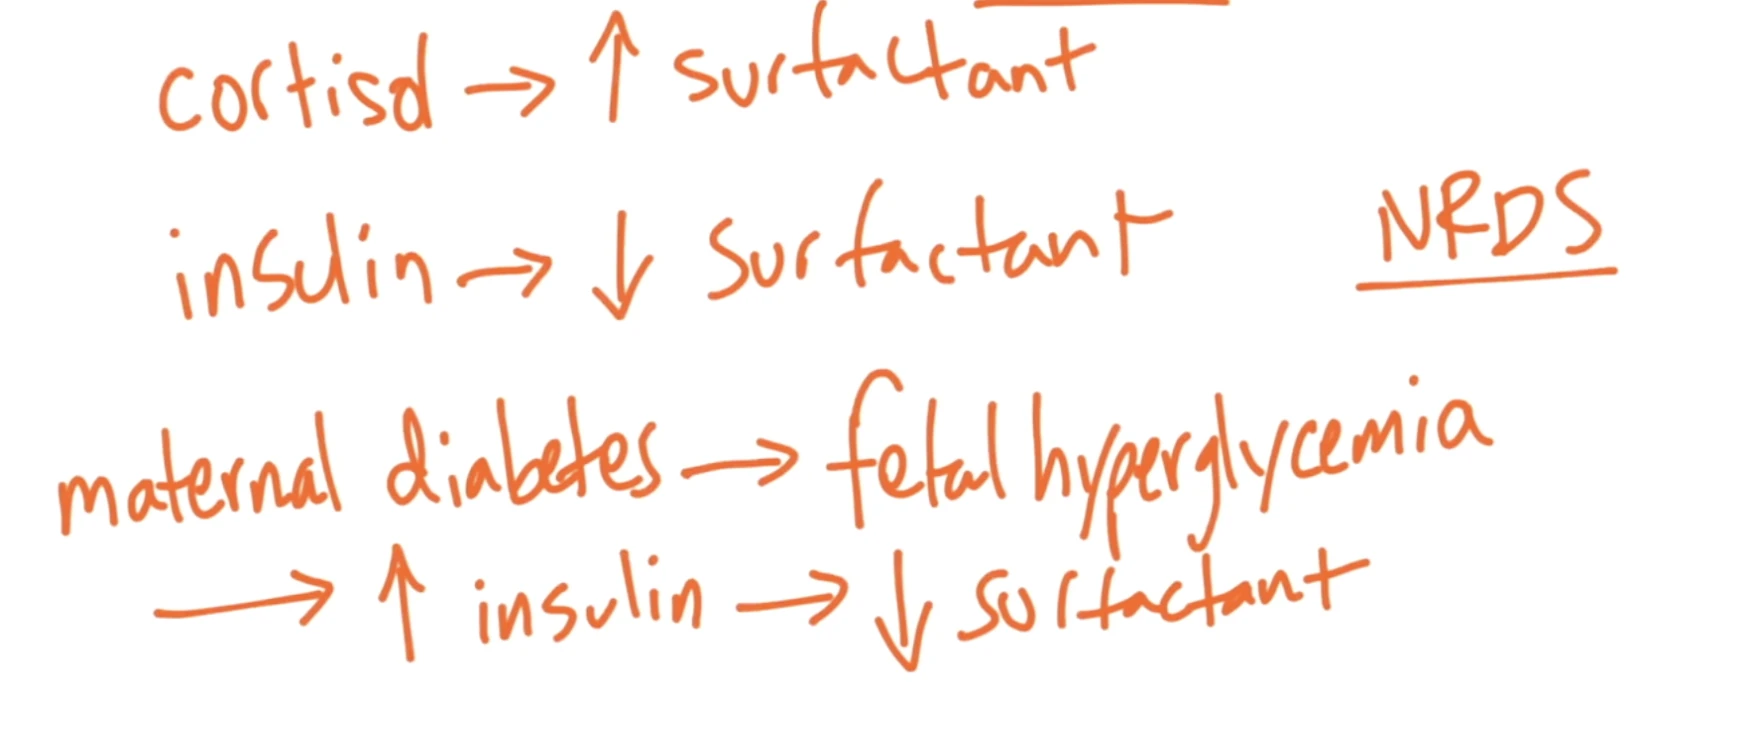 cortisol → ↑ surfactant
insulin → ↓ surfactant NRDS
maternal diabetes → fetal hyperglycemia
→ ↑ insulin → ↓ surfactant